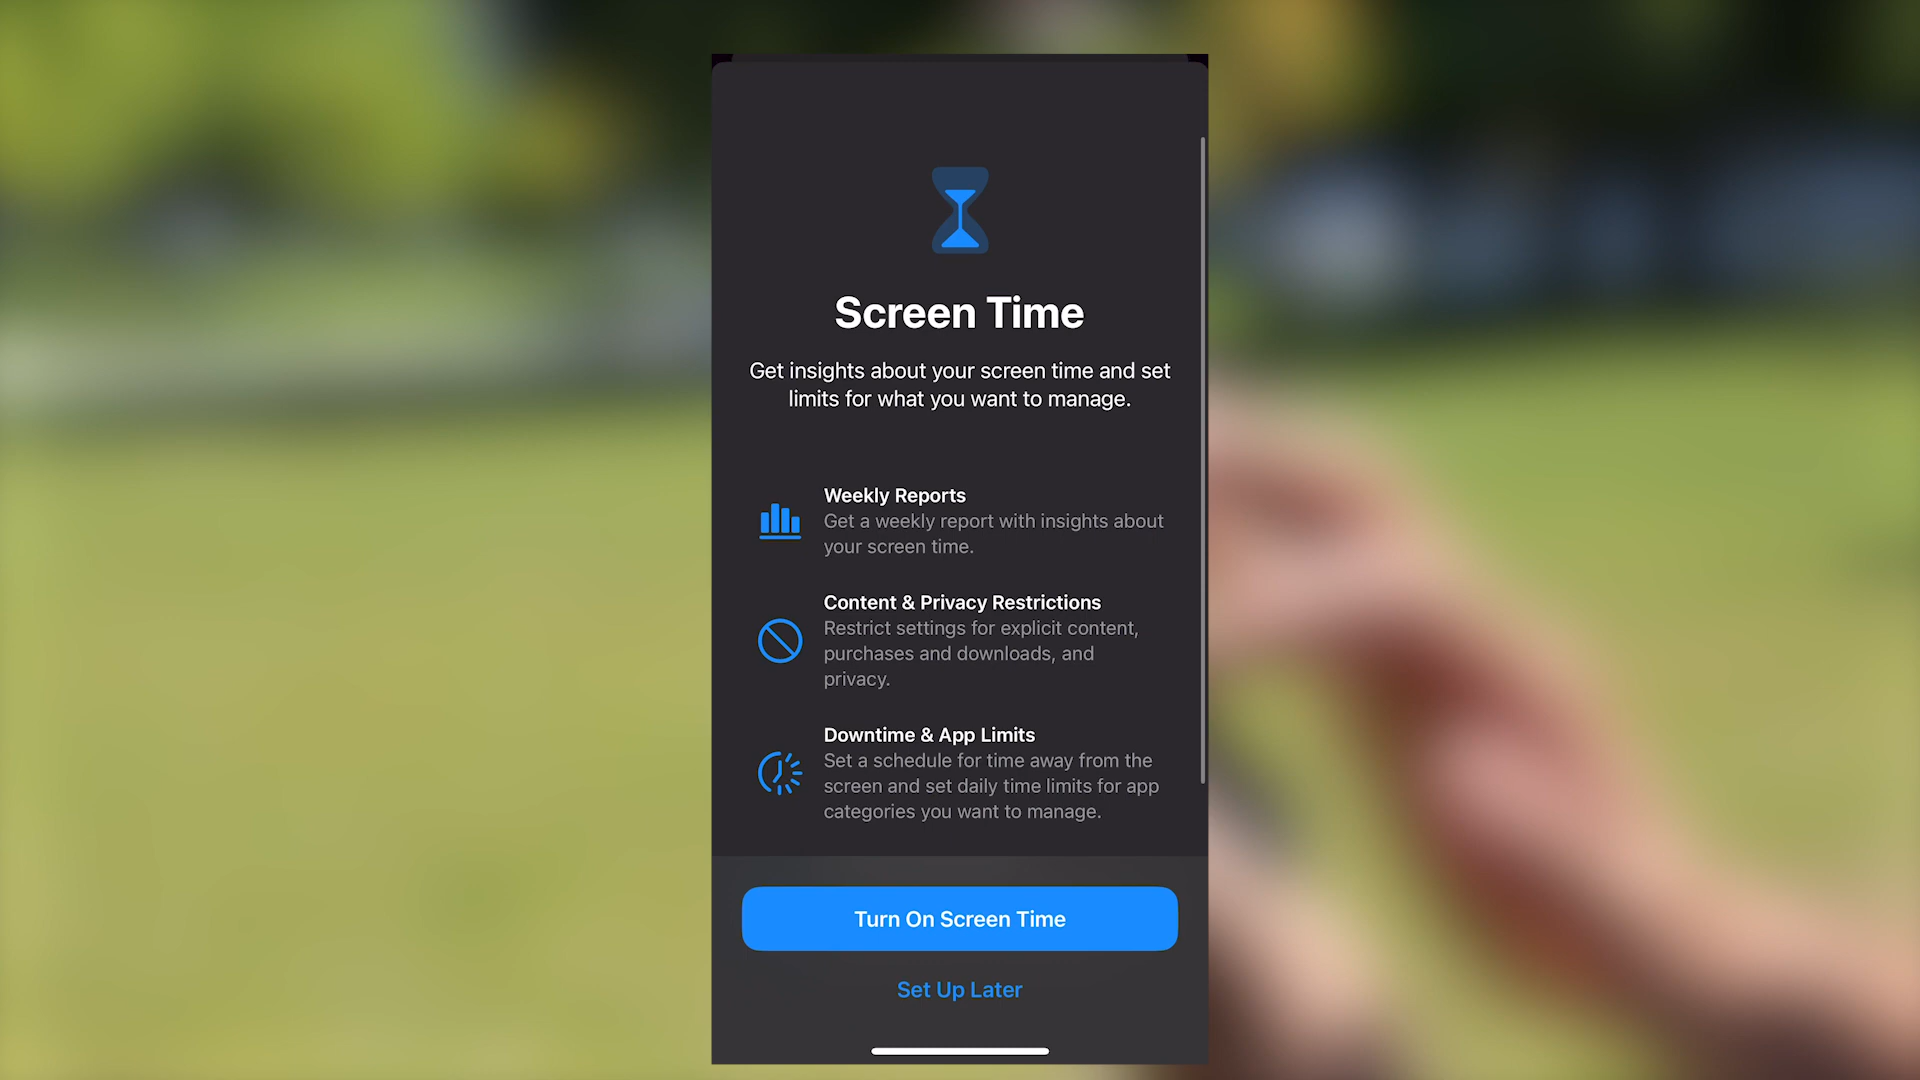 Screen Time
Get insights about your screen time and set
limits for what you want to manage.
Weekly Reports
Get a weekly report with insights about
your screen time.
Content & Privacy Restrictions
Restrict settings for explicit content,
purchases and downloads, and
privacy.
Downtime & App Limits
Set a schedule for time away from the
screen and set daily time limits for app
categories you want to manage.
Turn On Screen Time
Set Up Later